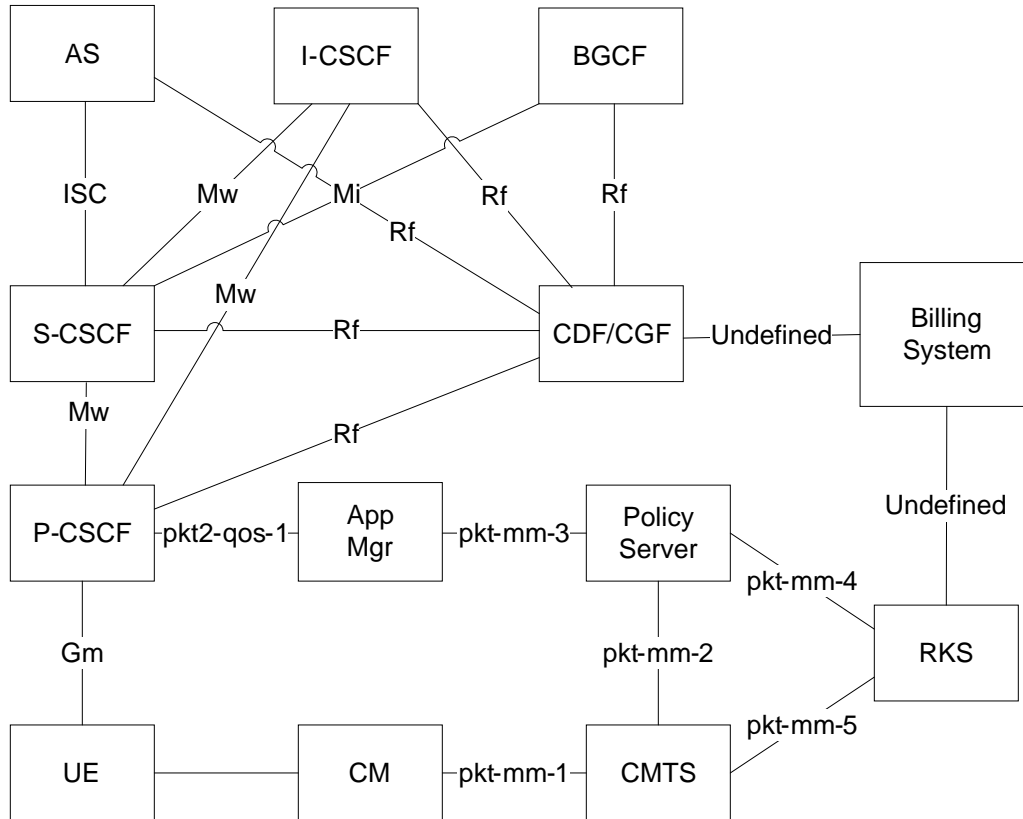 AS
I-CSCF
BGCF
ISC
Mw
Mi
Rf
Rf
Rf
Mw
S-CSCF
Rf
CDF/CGF
Undefined
Billing
System
Mw
Rf
P-CSCF
pkt2-qos-1
App
Mgr
pkt-mm-3
Policy
Server
Undefined
pkt-mm-4
Gm
pkt-mm-2
RKS
pkt-mm-5
UE
CM
pkt-mm-1
CMTS